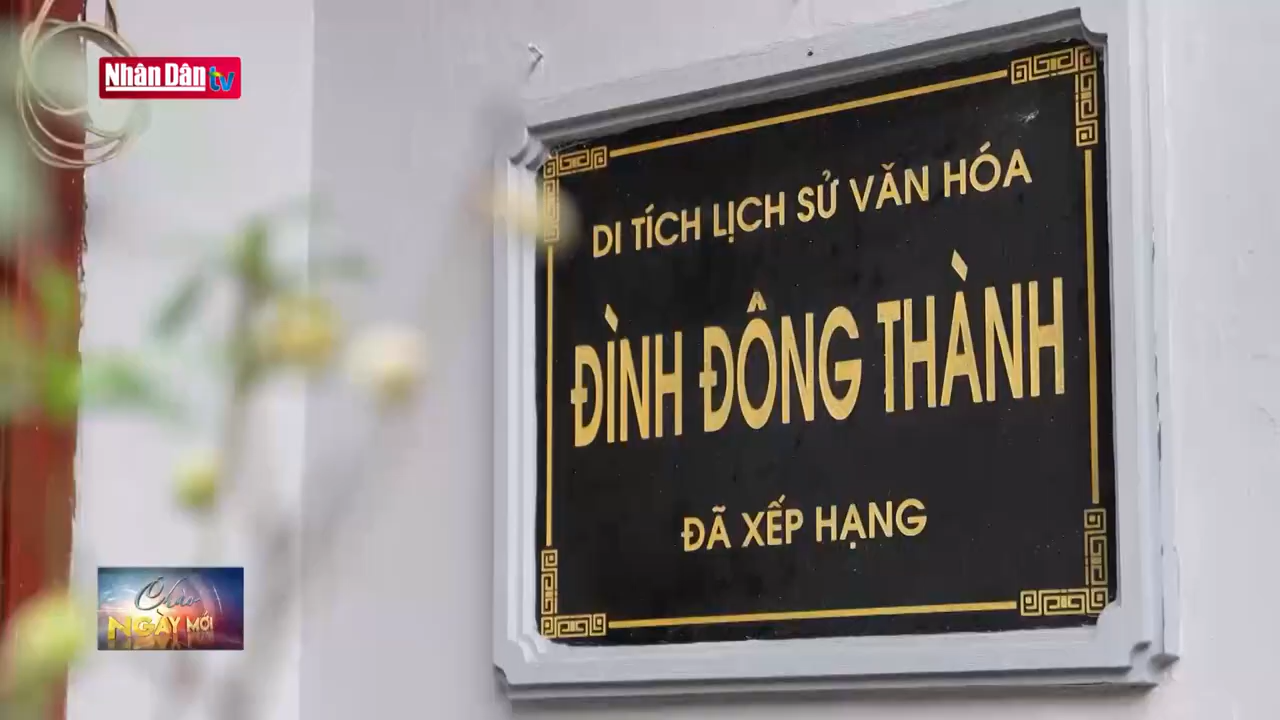 Nhân Dân tv
DI TÍCH LỊCH SỬ VĂN HÓA
ĐÌNH ĐÔNG THÀNH
ĐÃ XẾP HẠNG
Chào
NGÀY MỚI